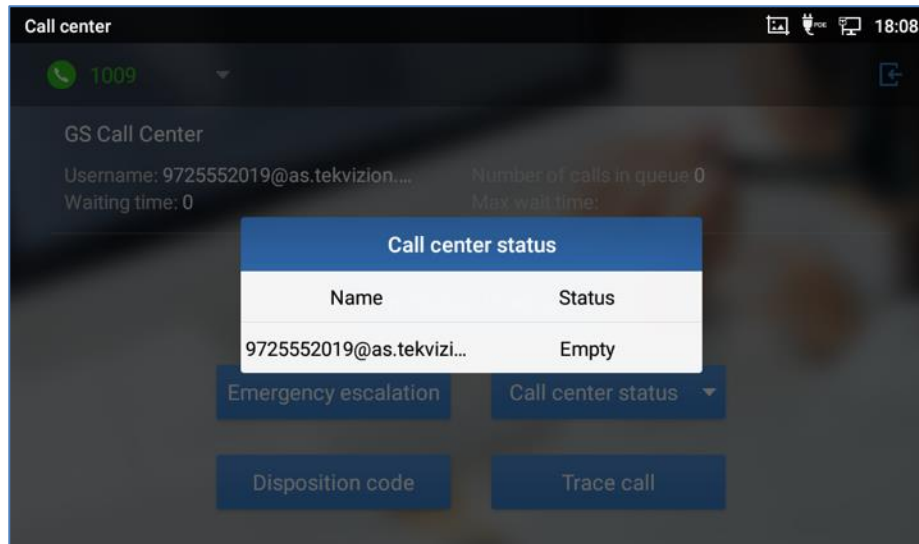 Call center
POE
18:08
1009
GS Call Center
Username: 9725552019@as.tekvizion.... Number of calls in queue 0
Waiting time: 0 Max wait time:
Call center status
Name Status
9725552019@as.tekvizi... Empty
Emergency escalation Call center status
Disposition code Trace call